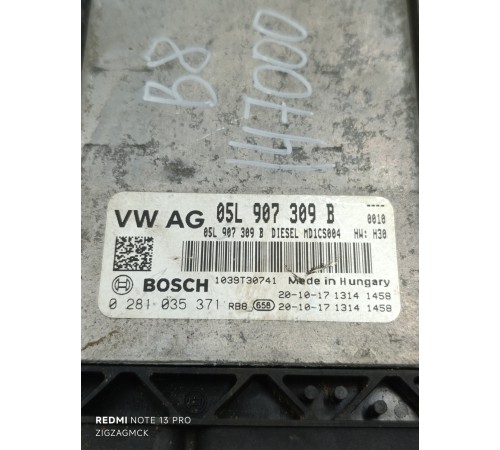 B8
147000
VW AG 05L 907 309 B ----
05L 907 309 B DIESEL MD1CS004 0010
HW: H30
BOSCH 1039T30741 Made in Hungary
0 281 035 371 RB8 658 20-10-17 1314 1458
20-10-17 1314 1458
REDMI NOTE 13 PRO
ZIGZAGMCK